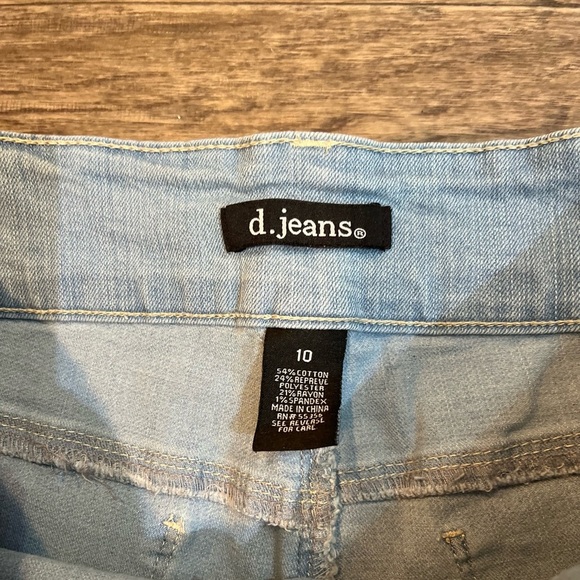 d.jeans®
10
54% COTTON
24% REPREVE
POLYESTER
21% RAYON
1% SPANDEX
MADE IN CHINA
RN# 55356
SEE REVERSE
FOR CARE